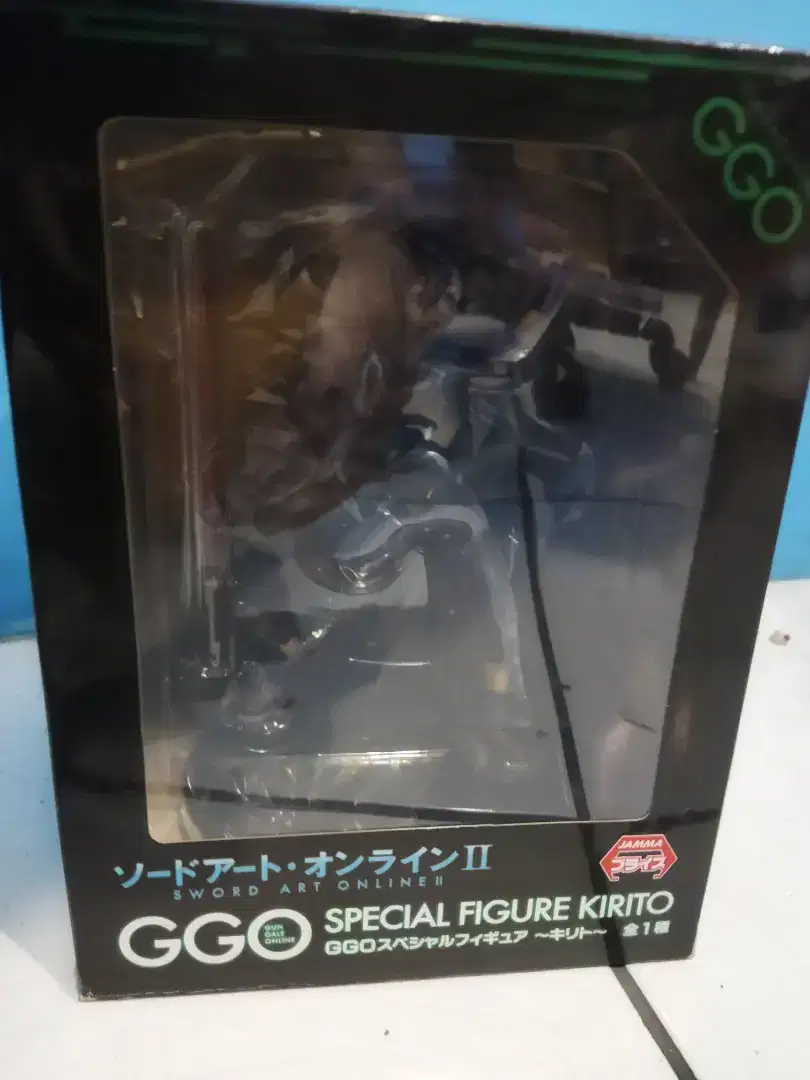 GGO
ソードアート・オンラインII
SWORD ART ONLINE II
JAMMA
プライズ
GGO
GUN
GALE
ONLINE
SPECIAL FIGURE KIRITO
GGOスペシャルフィギュア ～キリト～ 全1種